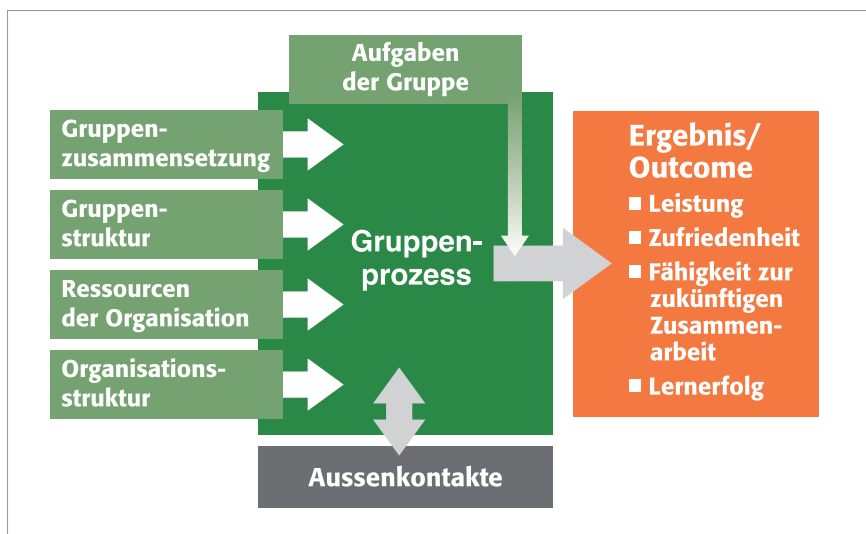 Aufgaben
der Gruppe
Gruppen-
zusammensetzung
Gruppen-
struktur
Ressourcen
der Organisation
Organisations-
struktur
Gruppen-
prozess
Aussenkontakte
Ergebnis/
Outcome
Leistung
Zufriedenheit
Fähigkeit zur
zukünftigen
Zusammen-
arbeit
Lernerfolg